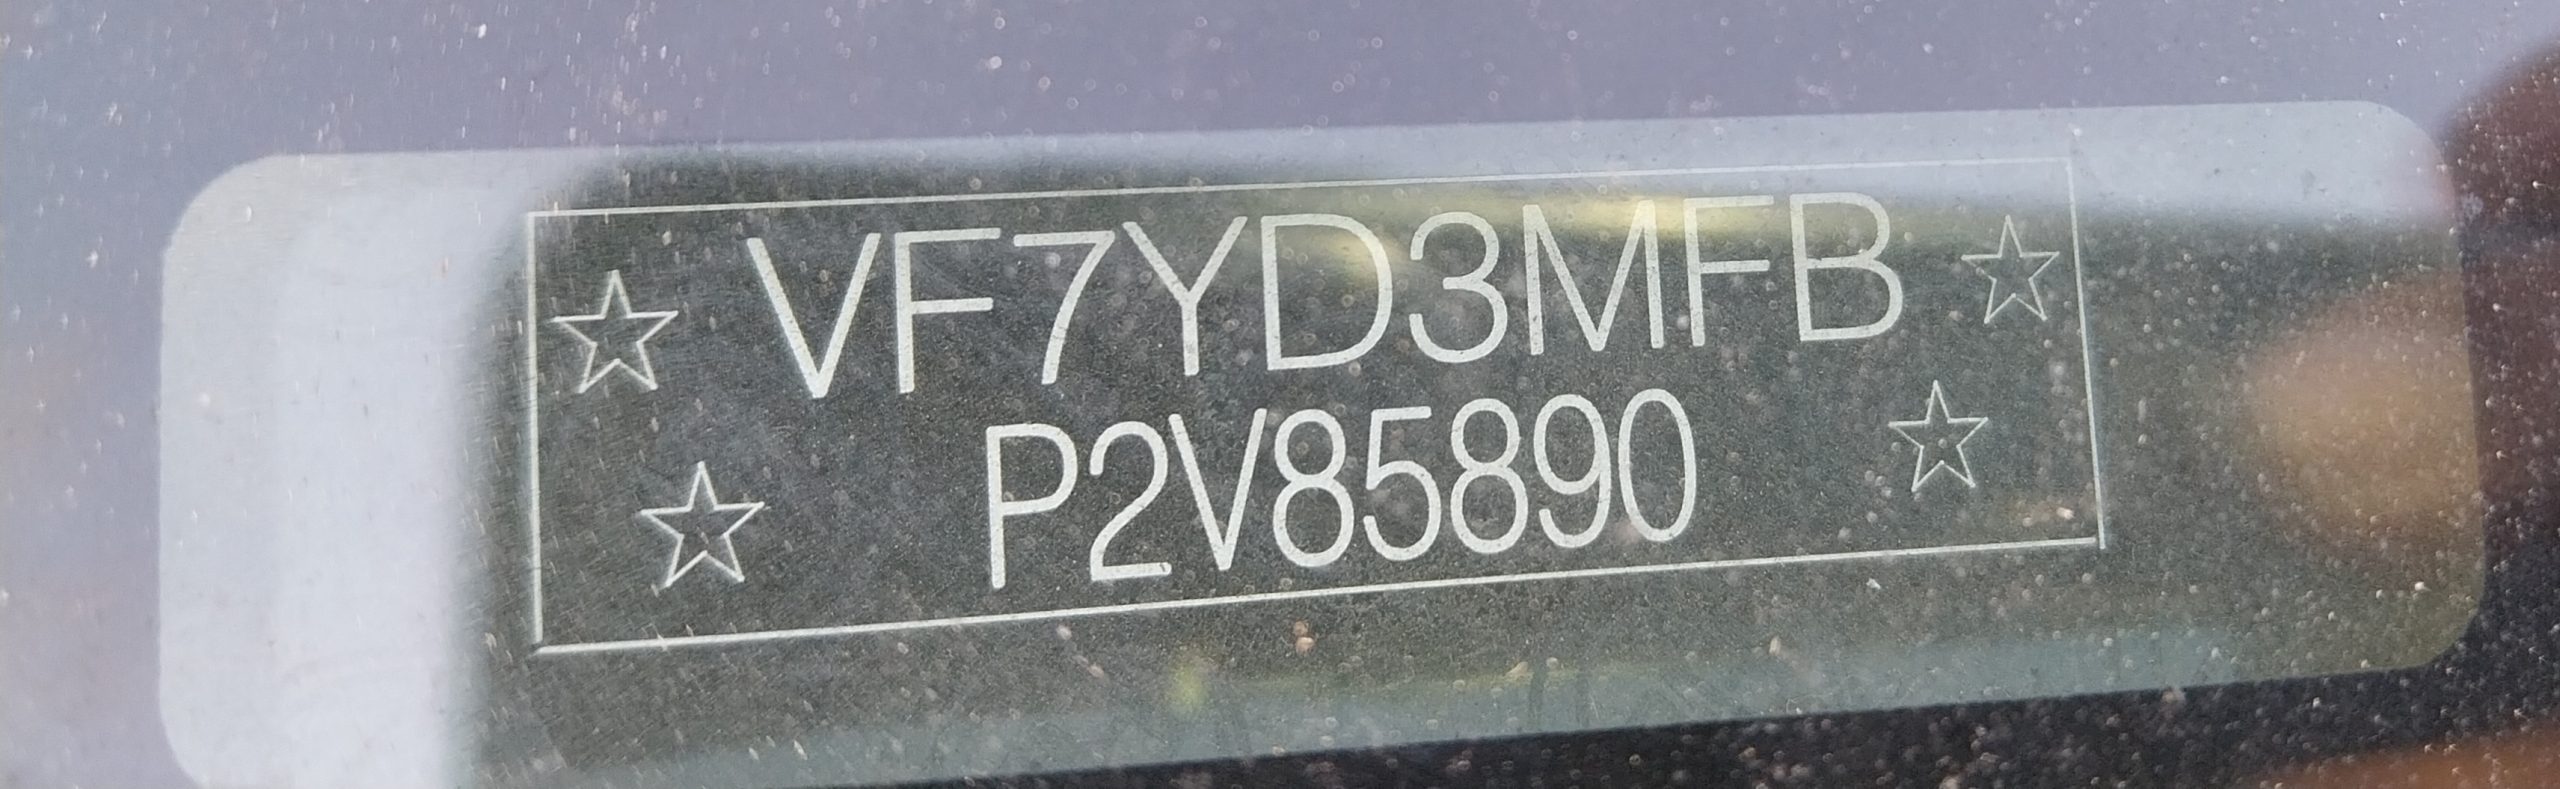 ☆ VF7YD3MFB ☆
☆ P2V85890 ☆